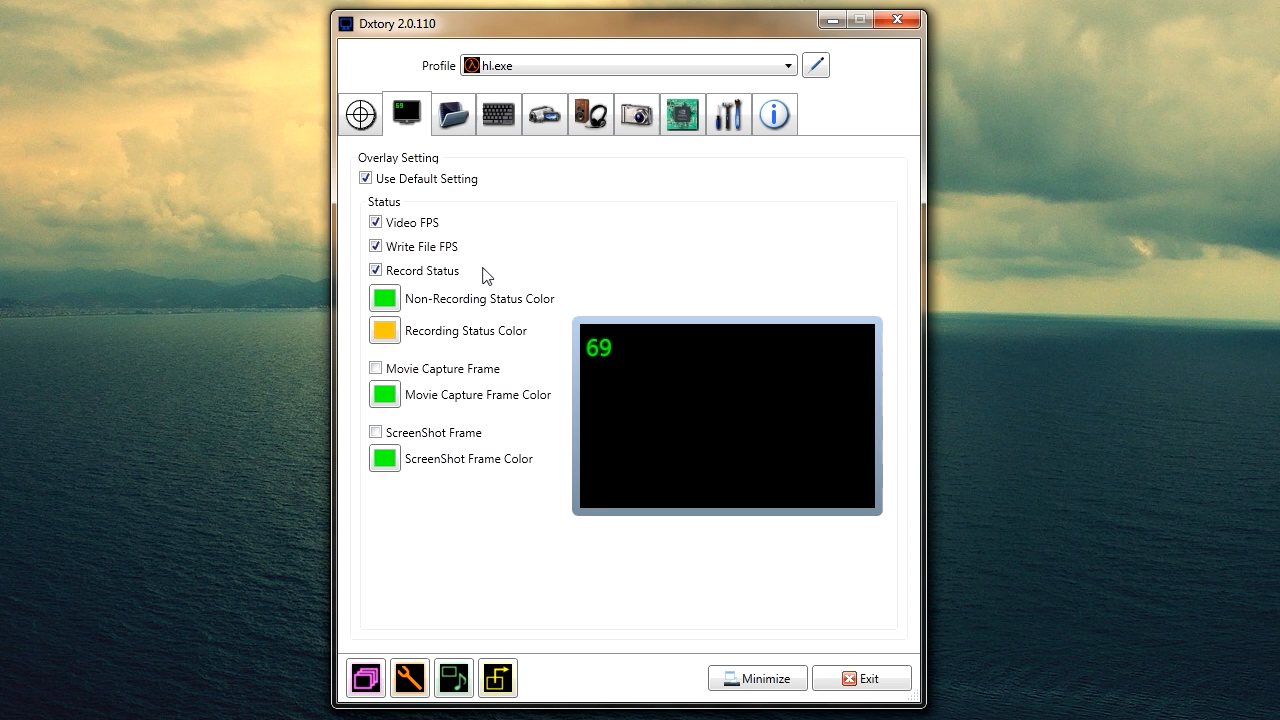 Dxtory 2.0.110
Profile hl.exe
69
Overlay Setting
Use Default Setting
Status
Video FPS
Write File FPS
Record Status
Non-Recording Status Color
Recording Status Color
69
Movie Capture Frame
Movie Capture Frame Color
ScreenShot Frame
ScreenShot Frame Color
Minimize Exit